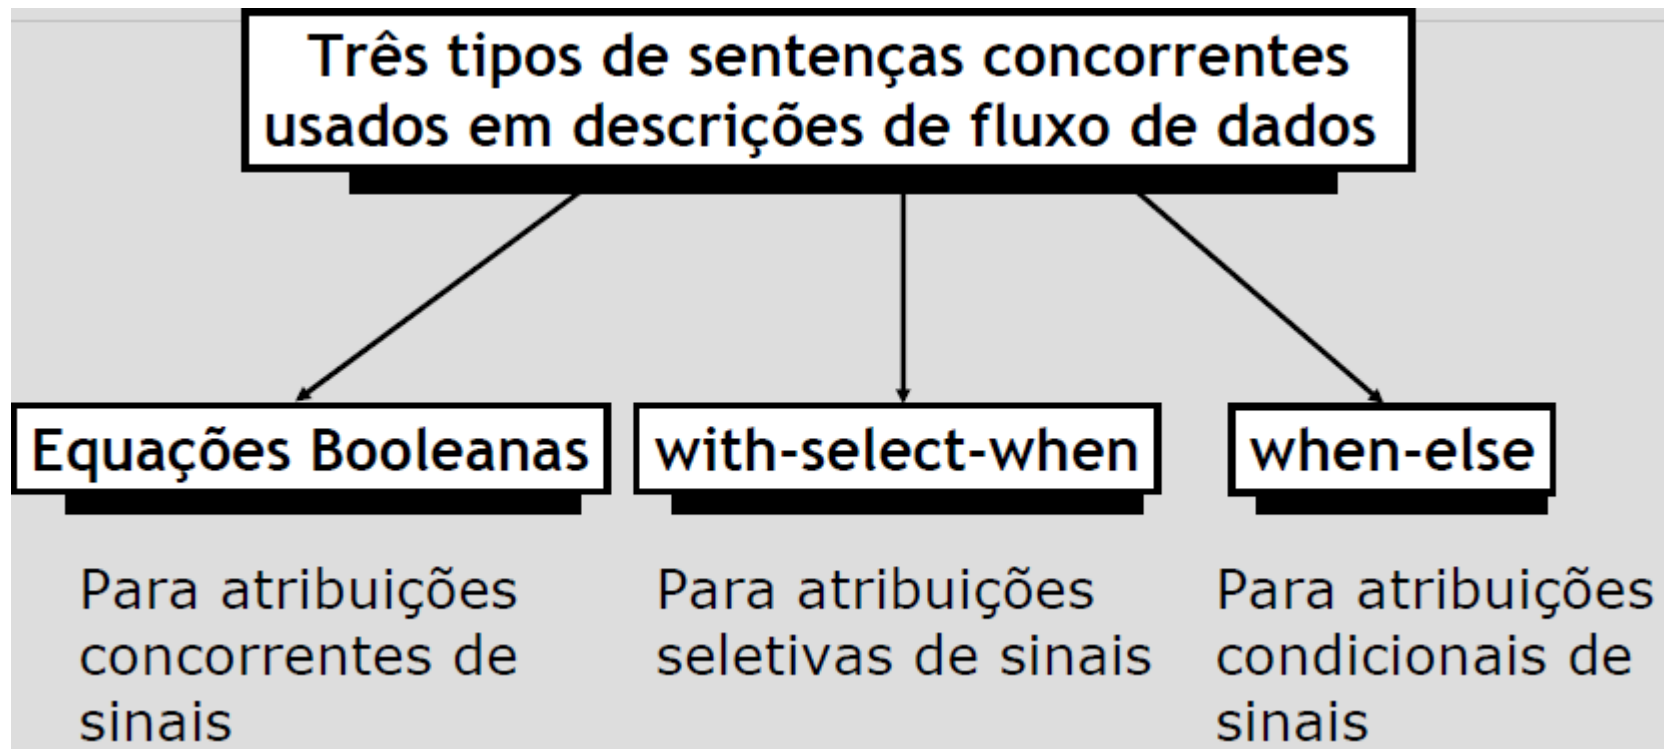 Três tipos de sentenças concorrentes
usados em descrições de fluxo de dados
Equações Booleanas
with-select-when
when-else
Para atribuições
concorrentes de
sinais
Para atribuições
seletivas de sinais
Para atribuições
condicionais de
sinais